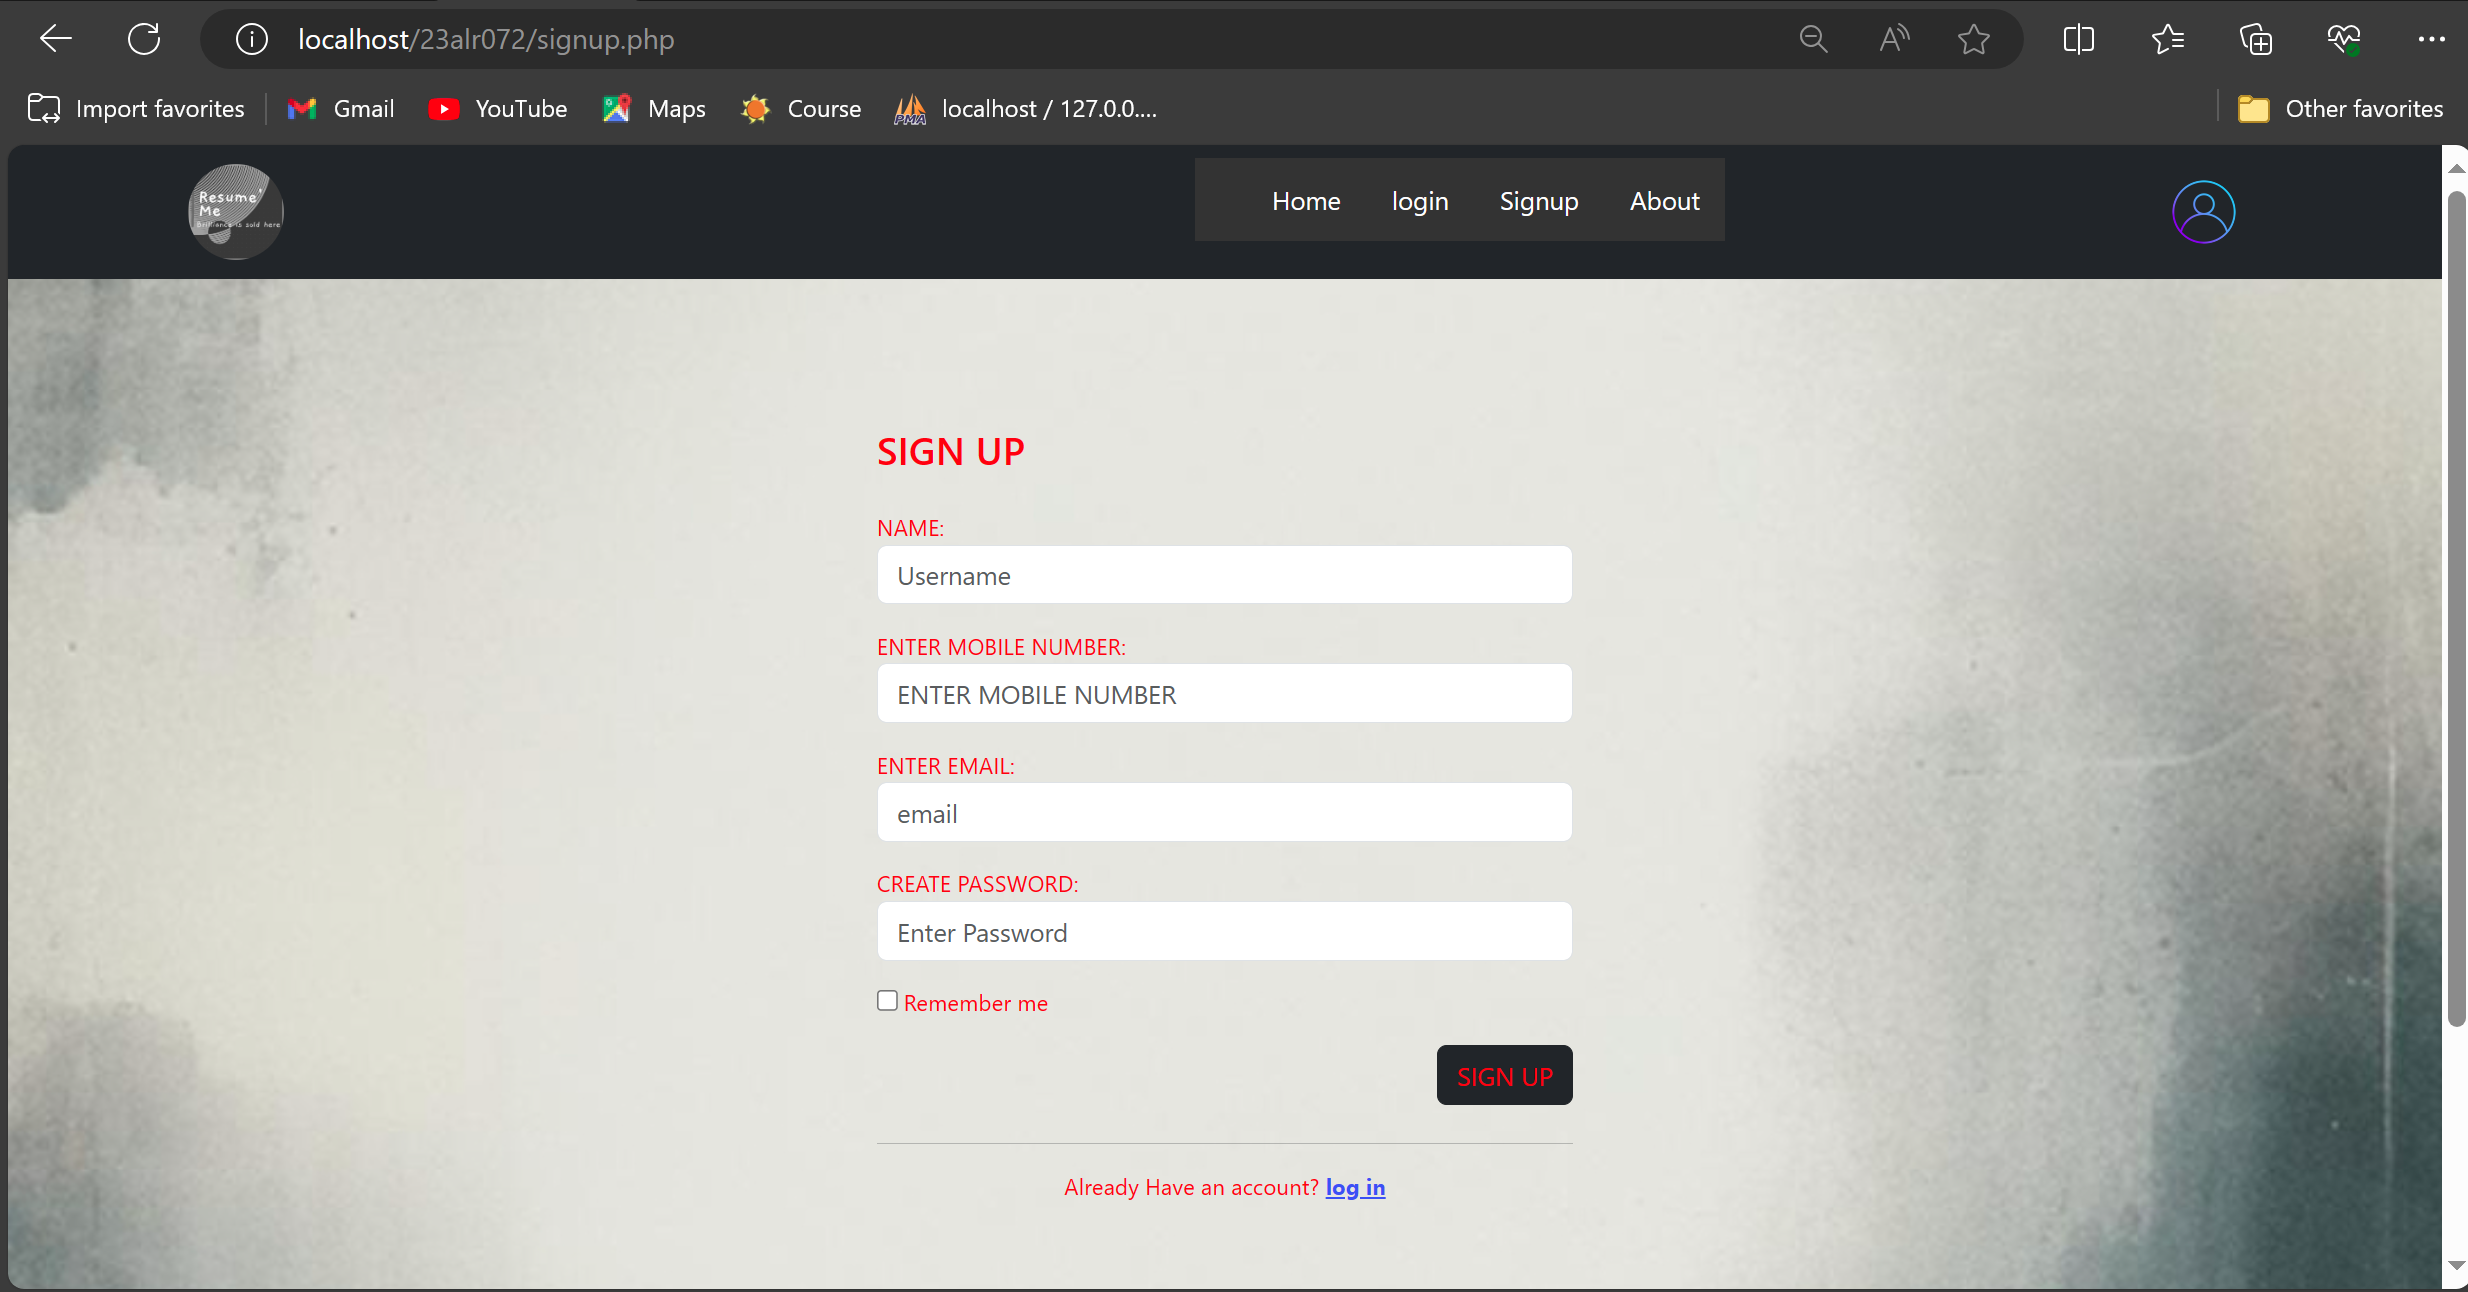 localhost/23alr072/signup.php
Import favorites Gmail YouTube Maps Course PMA localhost / 127.0.0.... Other favorites
Resume'
Me
Brilliance is sold here
Home login Signup About
SIGN UP
NAME:
Username
ENTER MOBILE NUMBER:
ENTER MOBILE NUMBER
ENTER EMAIL:
email
CREATE PASSWORD:
Enter Password
Remember me
SIGN UP
Already Have an account? log in